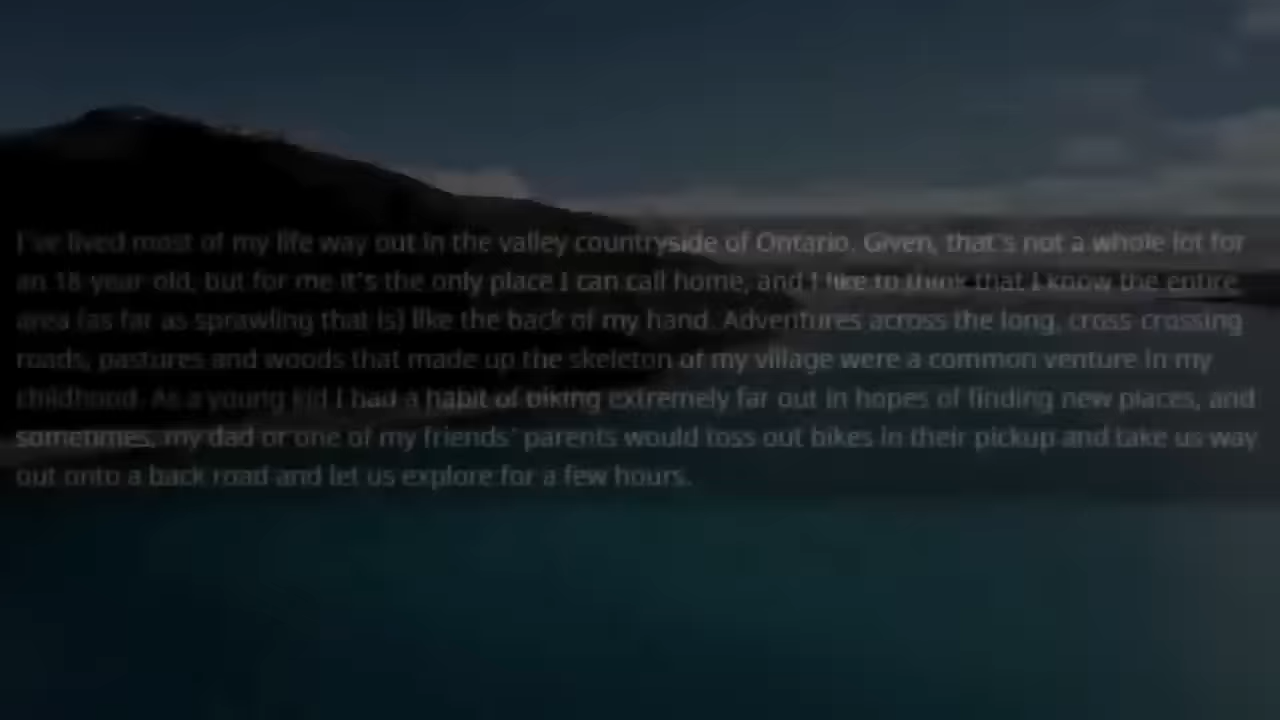 I've lived most of my life way out in the valley countryside of Ontario. Given, that's not a whole lot for
an 18 year old, but for me it's the only place I can call home, and I like to think that I know the entire
area (as far as sprawling that is) like the back of my hand. Adventures across the long, cross-crossing
roads, pastures and woods that made up the skeleton of my village were a common venture in my
childhood. As a young kid I had a habit of biking extremely far out in hopes of finding new places, and
sometimes, my dad or one of my friends' parents would toss out bikes in their pickup and take us way
out onto a back road and let us explore for a few hours.